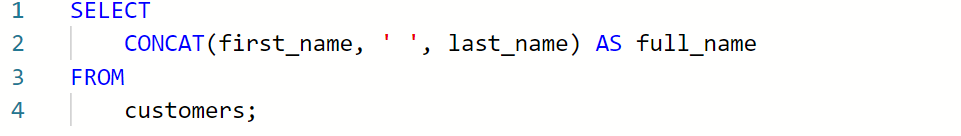 1 SELECT
2 CONCAT(first_name, ' ', last_name) AS full_name
3 FROM
4 customers;